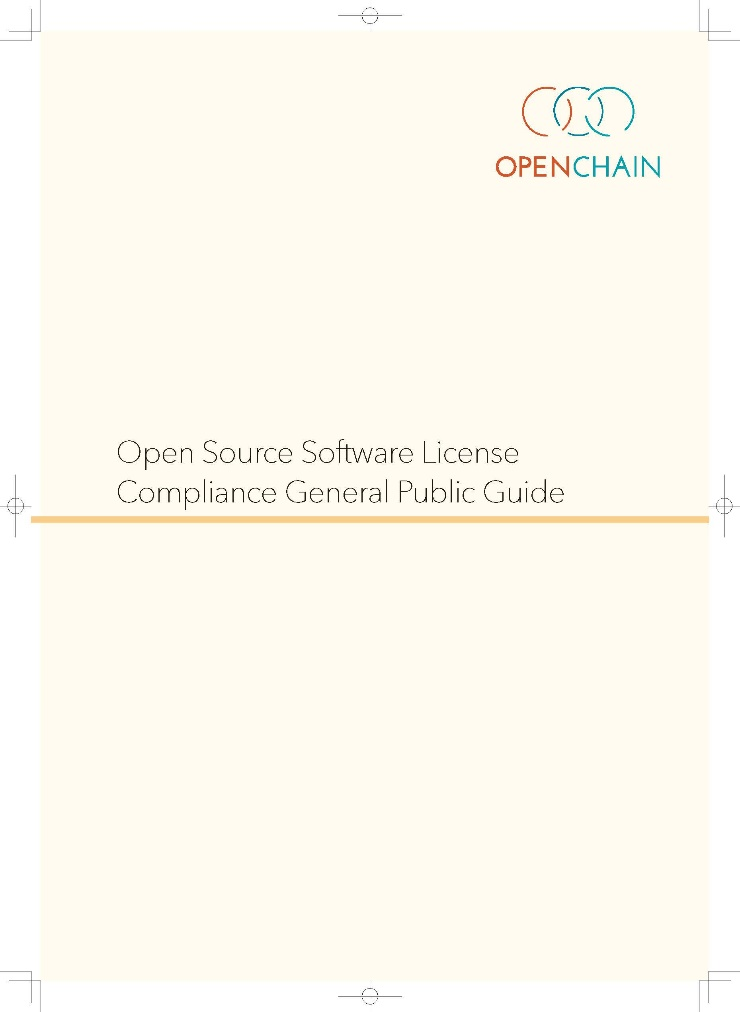 OPENCHAIN
Open Source Software License
Compliance General Public Guide